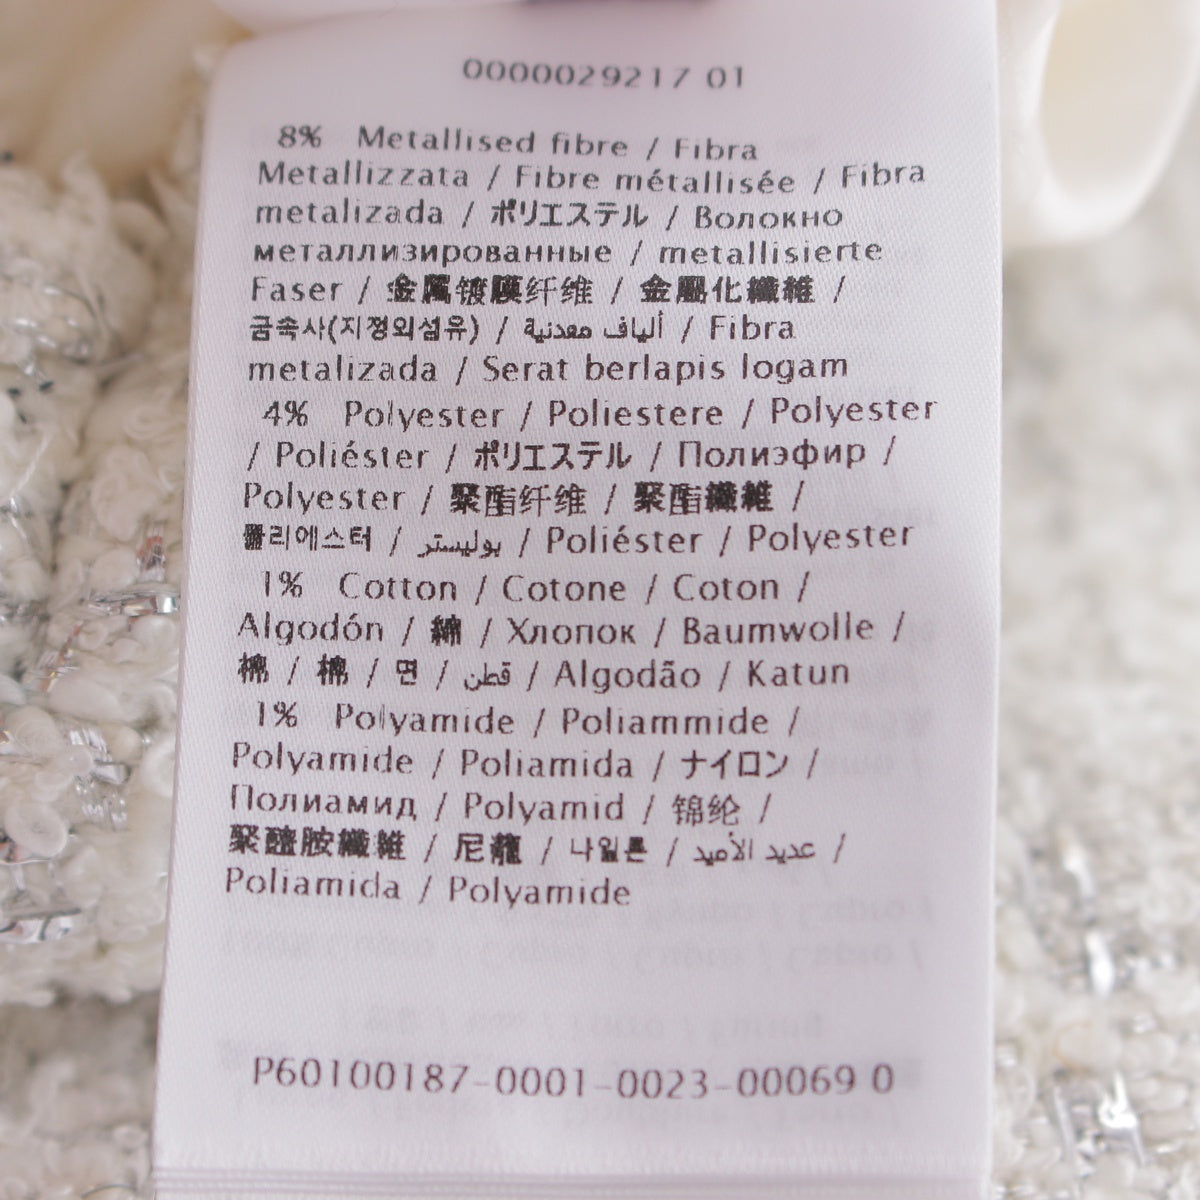 0000029217 01
8% Metallised fibre / Fibra
Metallizzata / Fibre métallisée / Fibra
metalizada / ポリエステル / Волокно
металлизированные / metallisierte
Faser / 金属镀膜纤维 / 金屬化纖維 /
금속사(지정외섬유) / ألياف معدنية / Fibra
metalizada / Serat berlapis logam
4% Polyester / Poliestere / Polyester
/ Poliéster / ポリエステル / Полиэфир /
Polyester / 聚酯纤维 / 聚酯纖維 /
폴리에스터 / بوليستر / Poliéster / Polyester
1% Cotton / Cotone / Coton /
Algodón / 綿 / Хлопок / Baumwolle /
棉 / 棉 / 면 / قطن / Algodão / Katun
1% Polyamide / Poliammide /
Polyamide / Poliamida / ナイロン /
Полиамид / Polyamid / 锦纶 /
聚醯胺纖維 / 尼龍 / 나일론 / عديد الأميد /
Poliamida / Polyamide
P60100187-0001-0023-00069 0